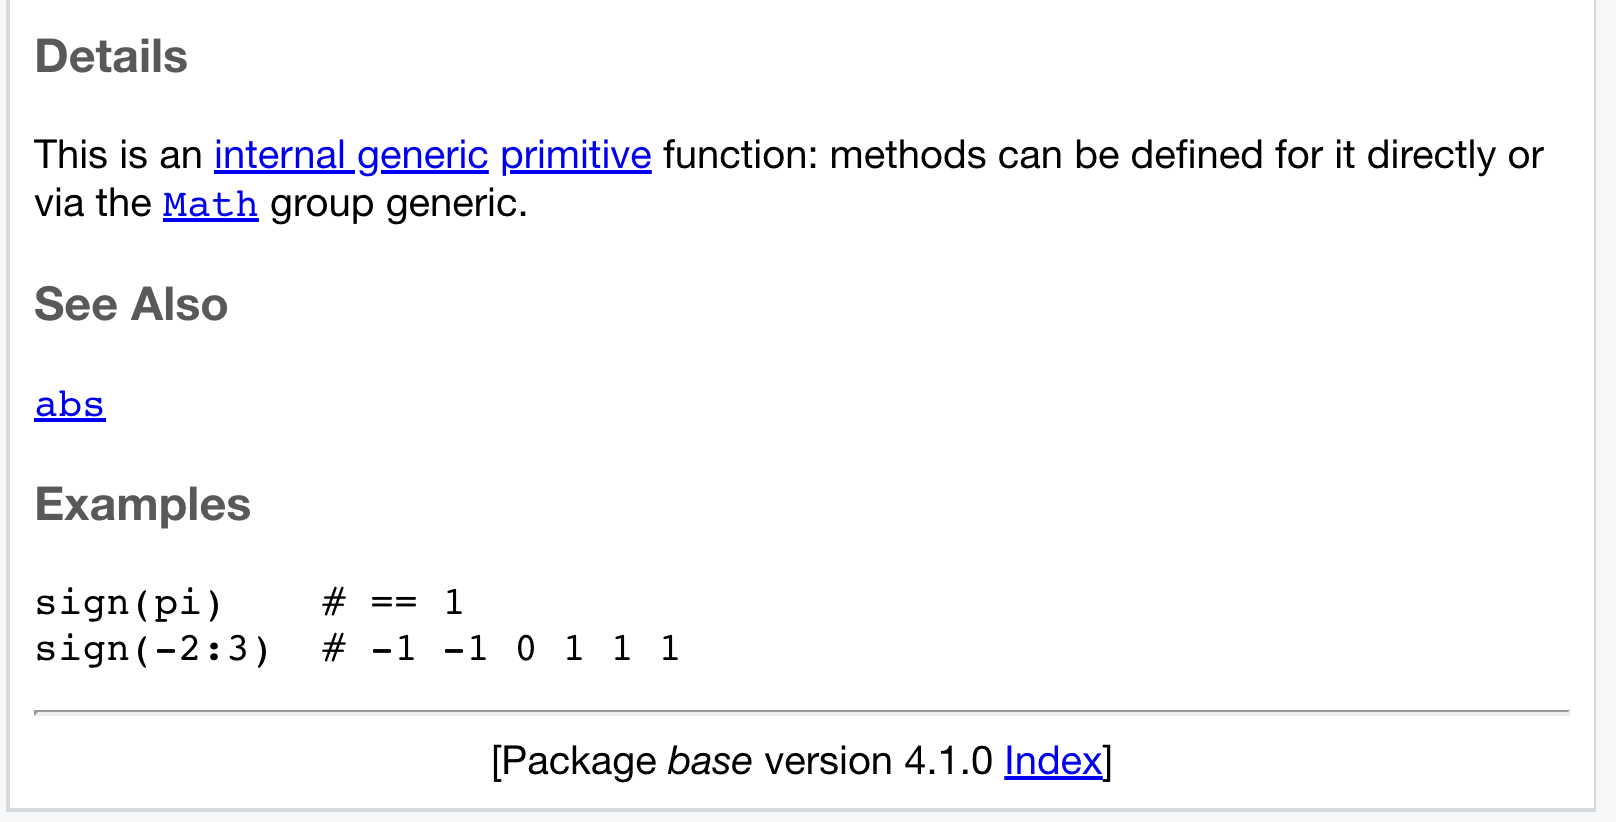 Details
This is an internal generic primitive function: methods can be defined for it directly or
via the Math group generic.
See Also
abs
Examples
sign(pi)    # == 1
sign(-2:3)  # -1 -1 0 1 1 1
[Package base version 4.1.0 Index]